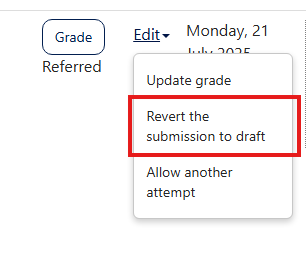 Grade
Edit
Monday, 21
July 2025
Referred
Update grade
Revert the
submission to draft
Allow another
attempt